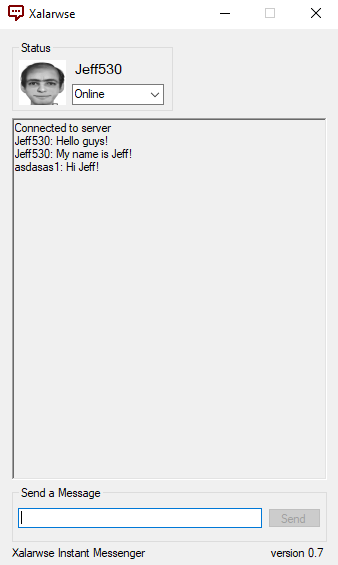 Xalarwse
Status
Jeff530
Online
Connected to server
Jeff530: Hello guys!
Jeff530: My name is Jeff!
asdasas1: Hi Jeff!
Send a Message
Send
Xalarwse Instant Messenger version 0.7